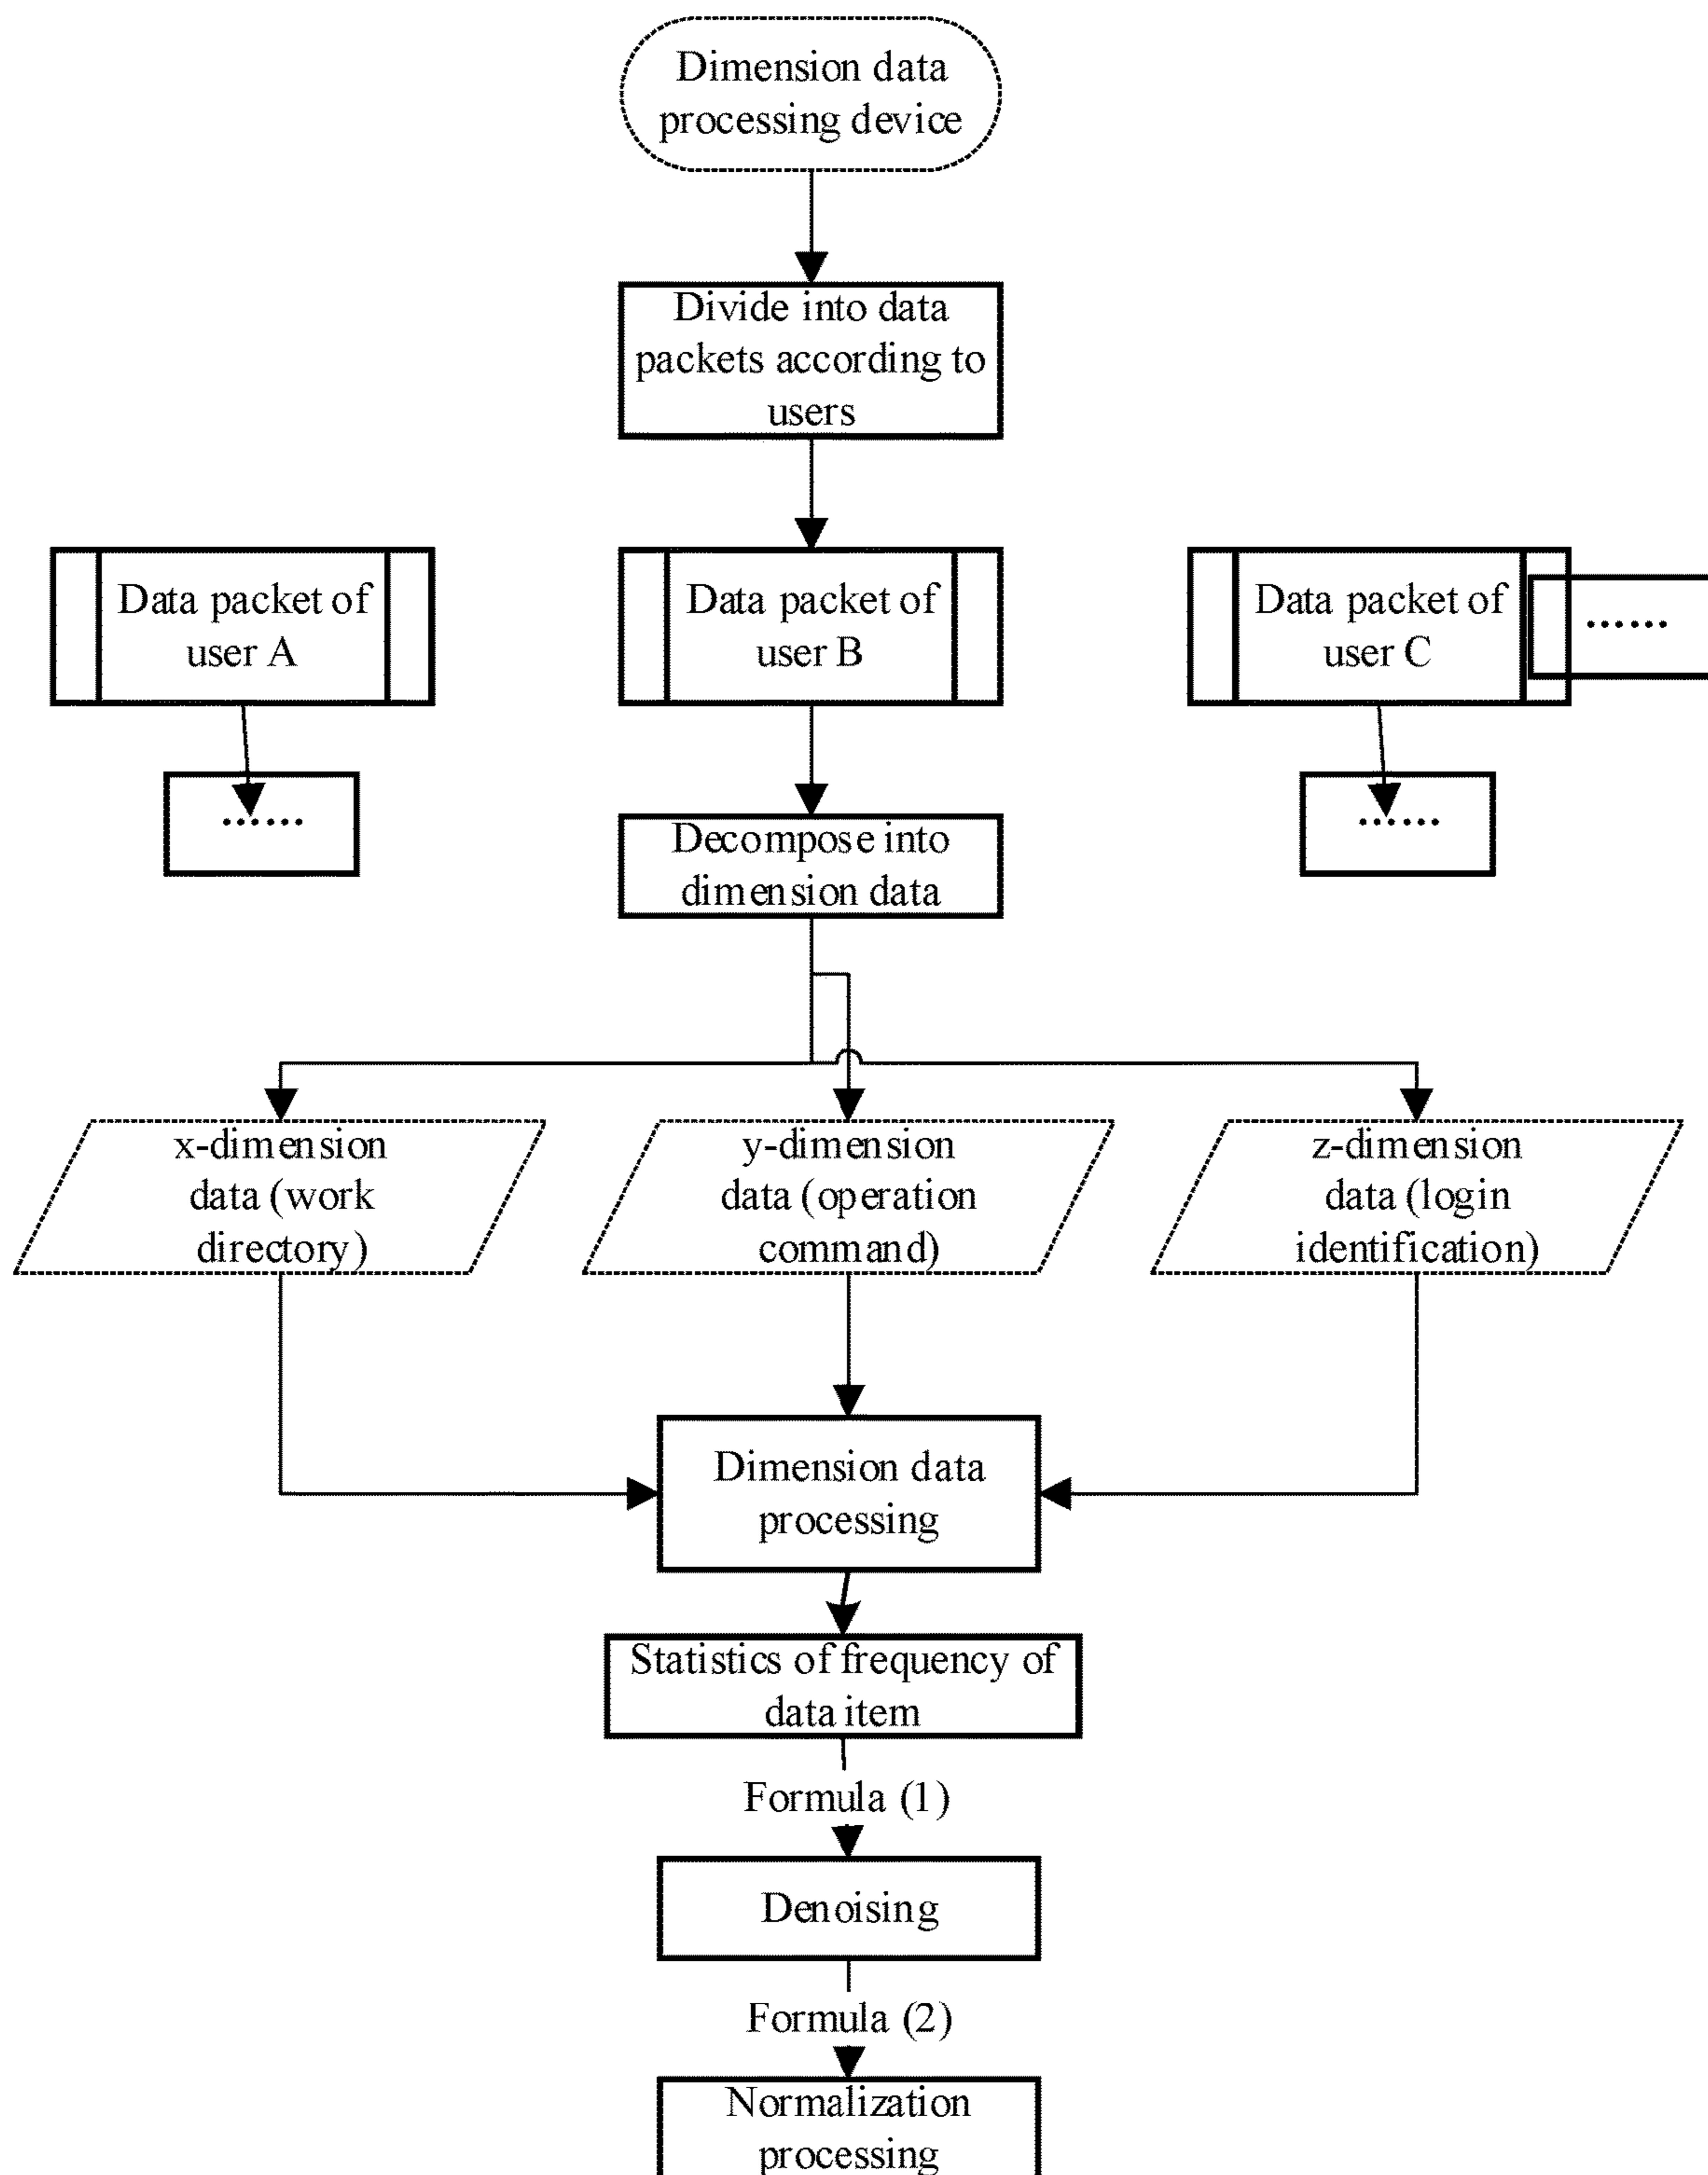 Dimension data
processing device
Divide into data
packets according to
users
Data packet of
user A
Data packet of
user B
Data packet of
user C
......
......
......
Decompose into
dimension data
x-dimension
data (work
directory)
y-dimension
data (operation
command)
z-dimension
data (login
identification)
Dimension data
processing
Statistics of frequency of
data item
Formula (1)
Denoising
Formula (2)
Normalization
processing